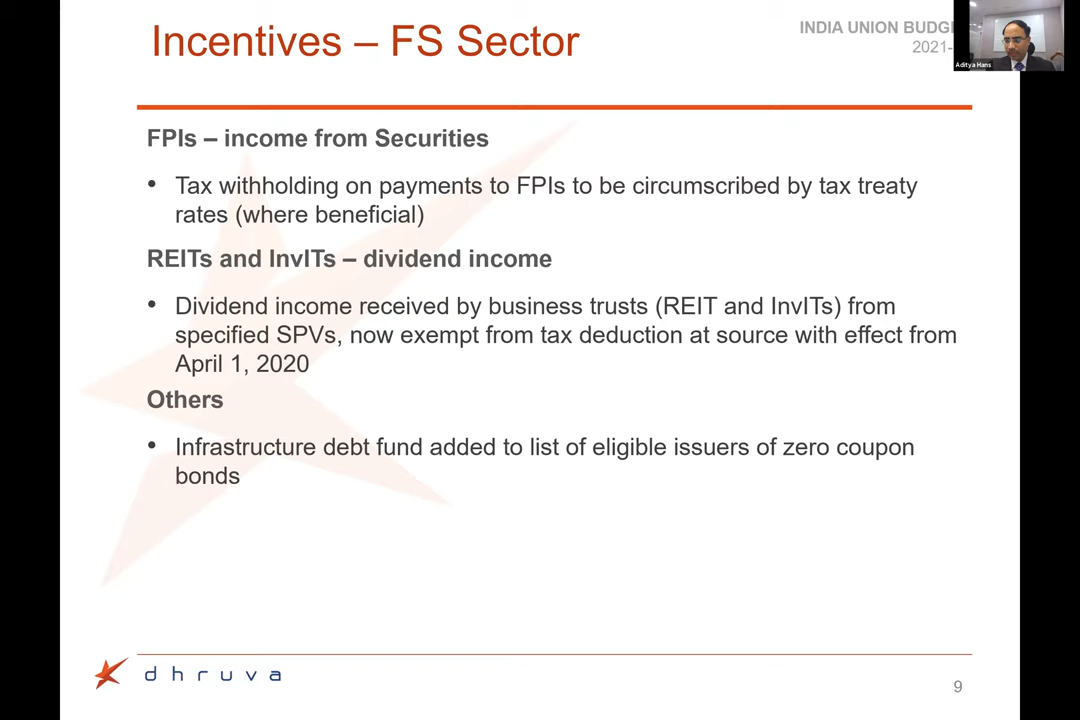 Incentives – FS Sector
INDIA UNION
2021-
Aditya Hans
FPIs – income from Securities
• Tax withholding on payments to FPIs to be circumscribed by tax treaty
rates (where beneficial)
REITs and InvITs – dividend income
• Dividend income received by business trusts (REIT and InvITs) from
specified SPVs, now exempt from tax deduction at source with effect from
April 1, 2020
Others
• Infrastructure debt fund added to list of eligible issuers of zero coupon
bonds
dhruva
9